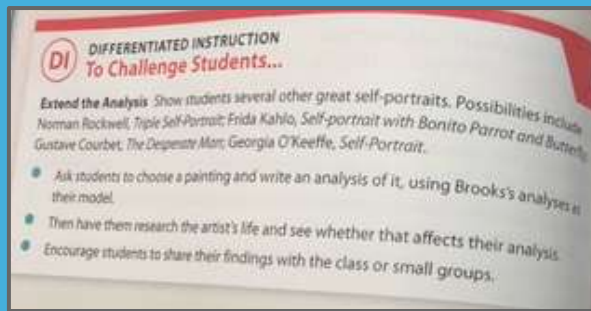 DI
DIFFERENTIATED INSTRUCTION
To Challenge Students...
Extend the Analysis Show students several other great self-portraits. Possibilities include
Norman Rockwell, Triple Self-Portrait; Frida Kahlo, Self-portrait with Bonito Parrot and Butterfly;
Gustave Courbet, The Desperate Man; Georgia O'Keeffe, Self-Portrait.
• Ask students to choose a painting and write an analysis of it, using Brooks's analyses as
their model.
• Then have them research the artist's life and see whether that affects their analysis.
• Encourage students to share their findings with the class or small groups.